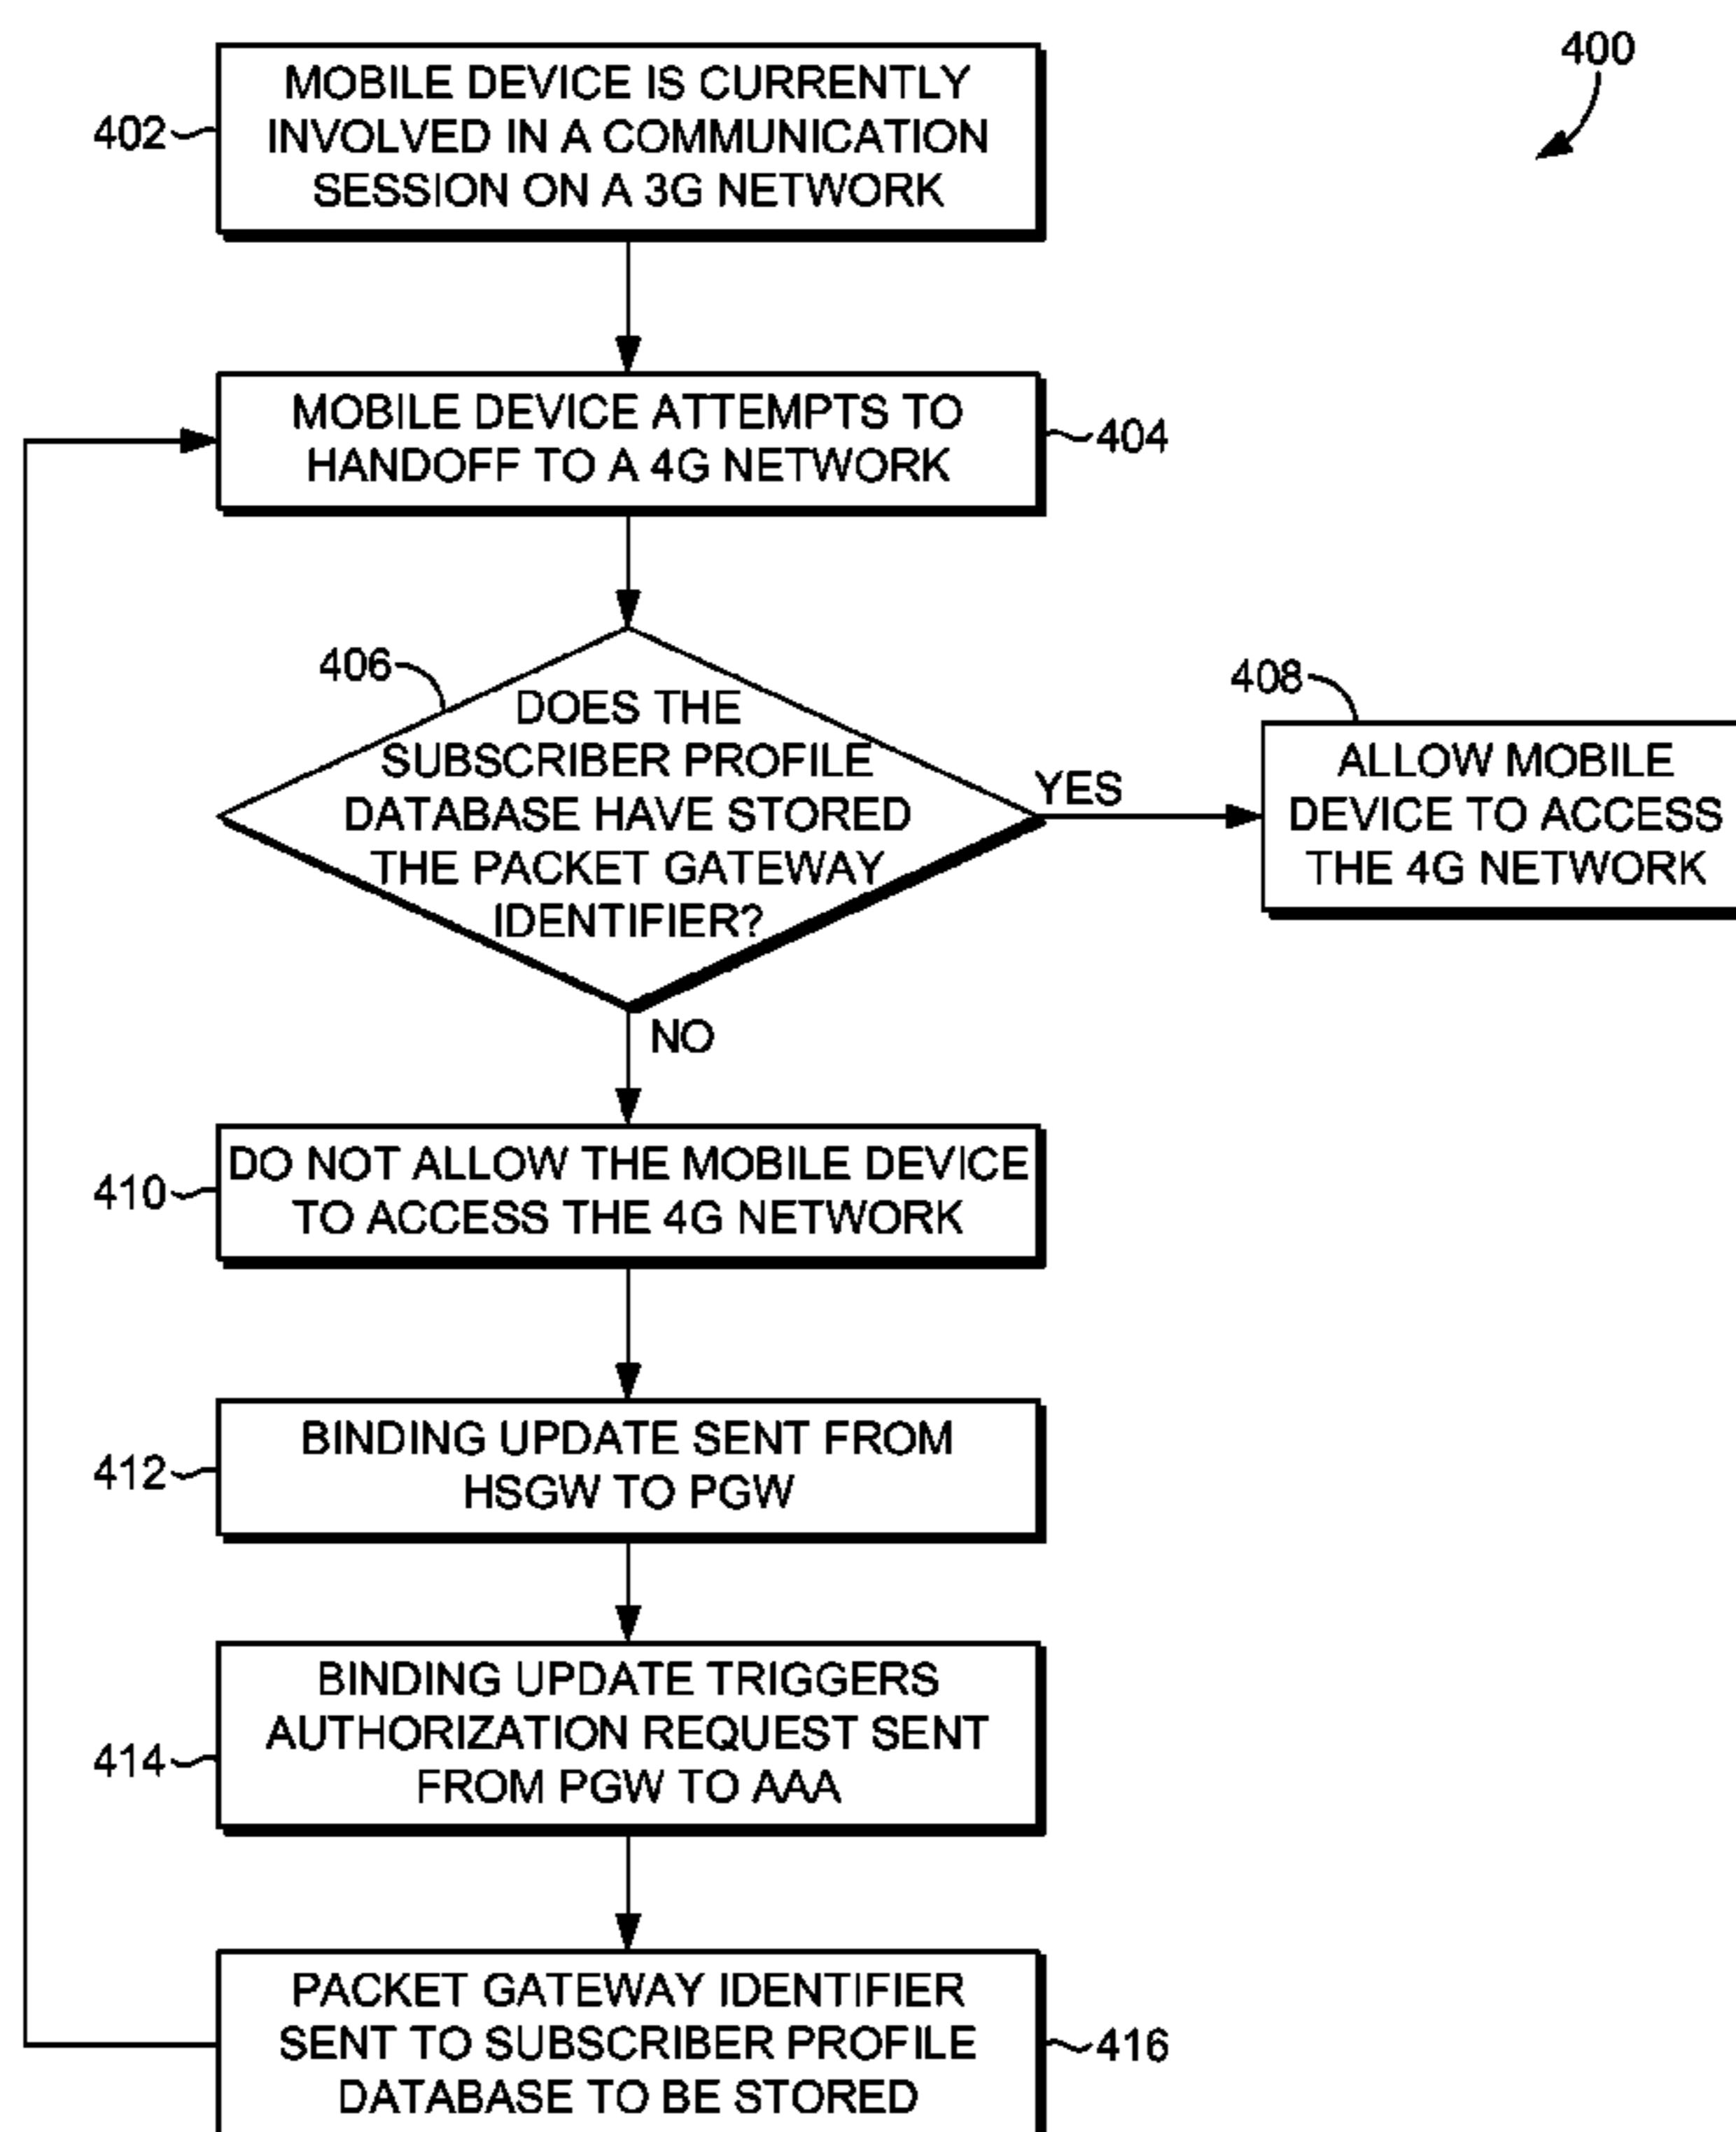 400
402
MOBILE DEVICE IS CURRENTLY
INVOLVED IN A COMMUNICATION
SESSION ON A 3G NETWORK
MOBILE DEVICE ATTEMPTS TO
HANDOFF TO A 4G NETWORK
404
406
DOES THE
SUBSCRIBER PROFILE
DATABASE HAVE STORED
THE PACKET GATEWAY
IDENTIFIER?
YES
408
ALLOW MOBILE
DEVICE TO ACCESS
THE 4G NETWORK
NO
410
DO NOT ALLOW THE MOBILE DEVICE
TO ACCESS THE 4G NETWORK
412
BINDING UPDATE SENT FROM
HSGW TO PGW
414
BINDING UPDATE TRIGGERS
AUTHORIZATION REQUEST SENT
FROM PGW TO AAA
PACKET GATEWAY IDENTIFIER
SENT TO SUBSCRIBER PROFILE
DATABASE TO BE STORED
416